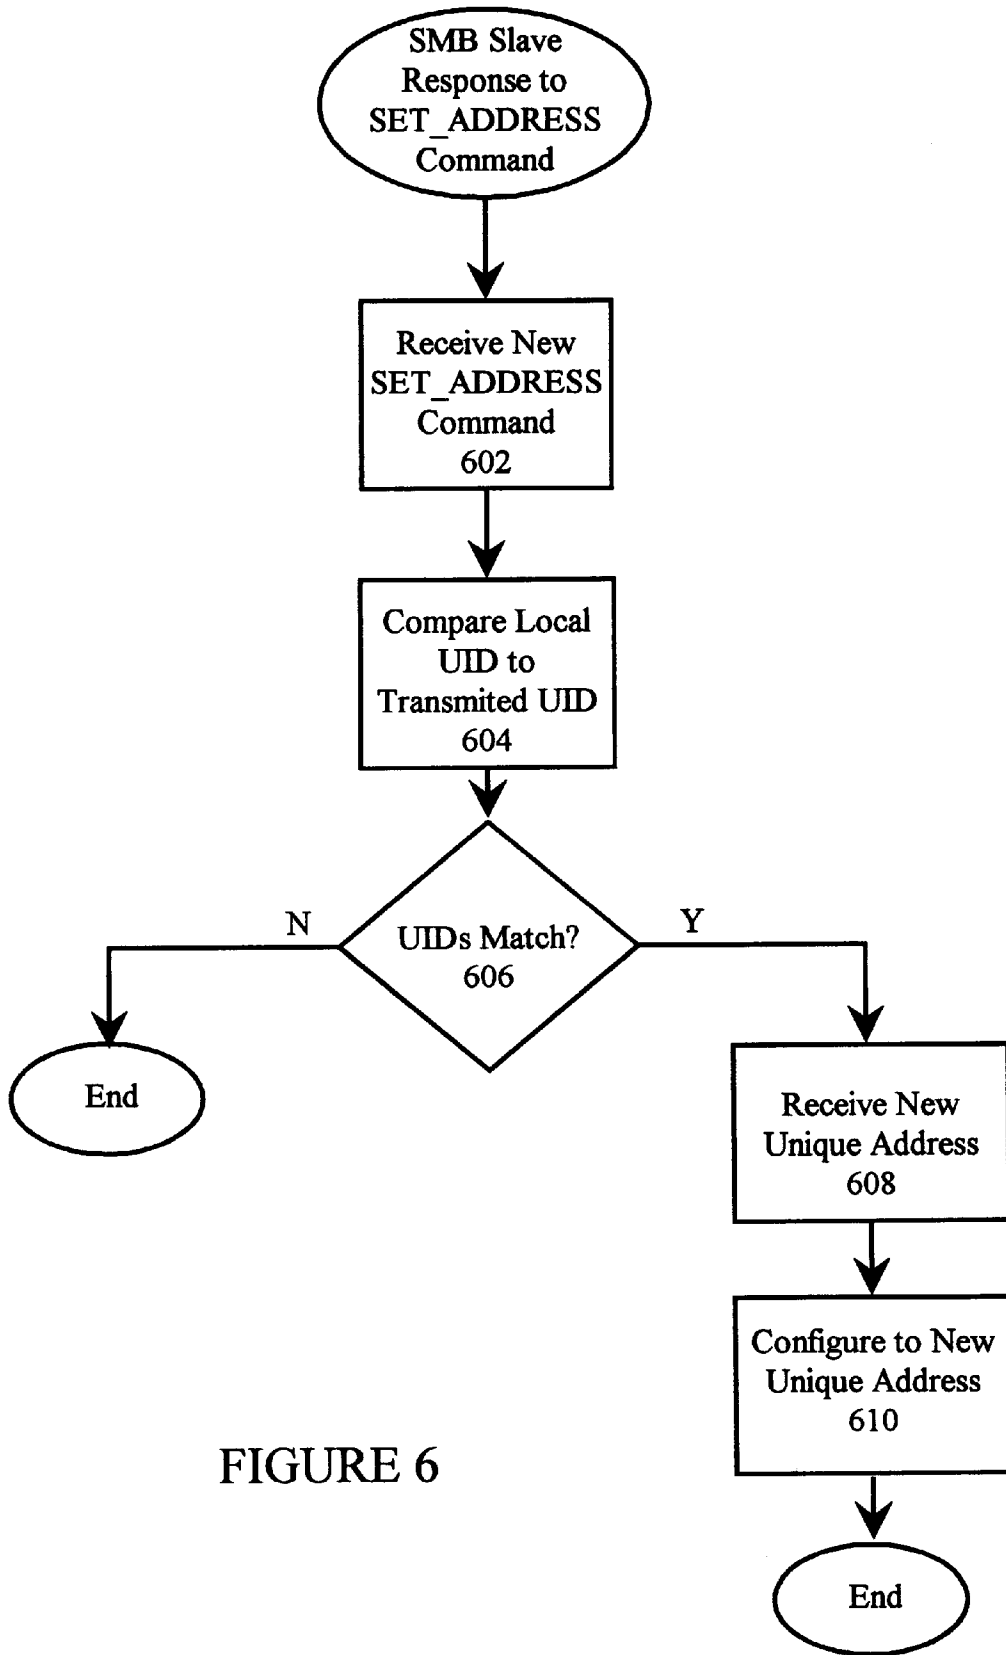 SMB Slave
Response to
SET_ADDRESS
Command
Receive New
SET_ADDRESS
Command
602
Compare Local
UID to
Transmited UID
604
UIDs Match?
606
N
Y
End
Receive New
Unique Address
608
Configure to New
Unique Address
610
End
FIGURE 6